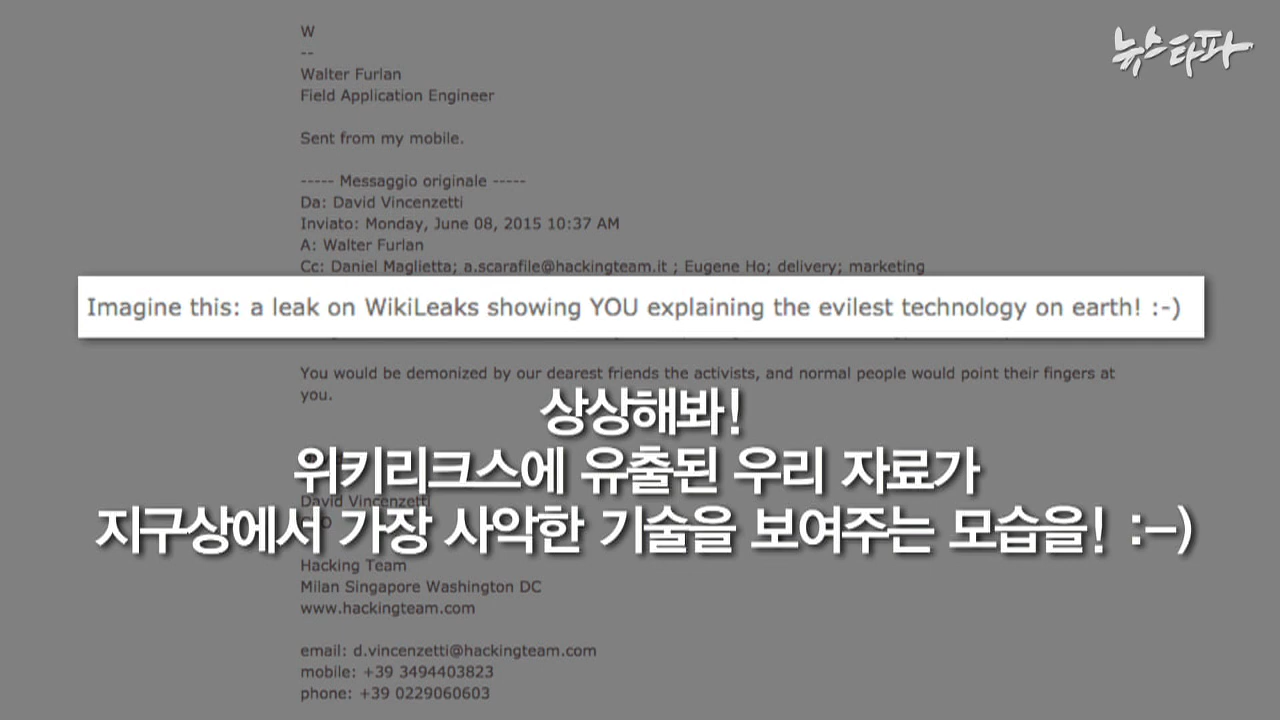 뉴스타파
W
--
Walter Furlan
Field Application Engineer
Sent from my mobile.
----- Messaggio originale -----
Da: David Vincenzetti
Inviato: Monday, June 08, 2015 10:37 AM
A: Walter Furlan
Cc: Daniel Maglietta; a.scarafile@hackingteam.it ; Eugene Ho; delivery; marketing
Imagine this: a leak on WikiLeaks showing YOU explaining the evilest technology on earth! :-)
You would be demonized by our dearest friends the activists, and normal people would point their fingers at
you.
상상해봐!
위키리크스에 유출된 우리 자료가
David Vincenzetti
지구상에서 가장 사악한 기술을 보여주는 모습을! :-)
Hacking Team
Milan Singapore Washington DC
www.hackingteam.com
email: d.vincenzetti@hackingteam.com
mobile: +39 3494403823
phone: +39 0229060603